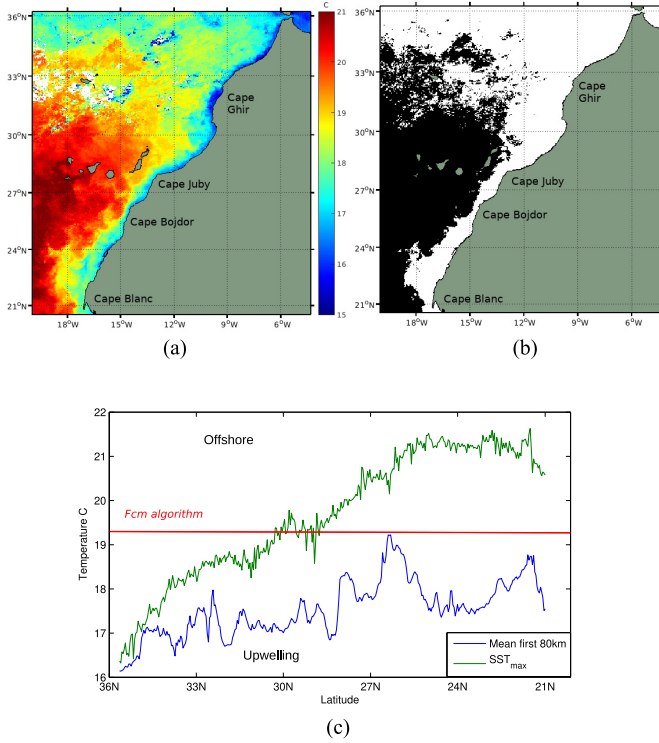 C
36°N
33°N
30°N
27°N
24°N
21°N
18°W
15°W
12°W
9°W
6°W
Cape
Ghir
Cape Juby
Cape Bojdor
Cape Blanc
21
20
19
18
17
16
15
(a)
36°N
33°N
30°N
27°N
24°N
21°N
18°W
15°W
12°W
9°W
6°W
Cape
Ghir
Cape Juby
Cape Bojdor
Cape Blanc
(b)
22
21
20
19
18
17
16
Temperature C
Offshore
Fcm algorithm
Upwelling
Mean first 80km
SST_max
36N
33N
30N
27N
24N
21N
Latitude
(c)